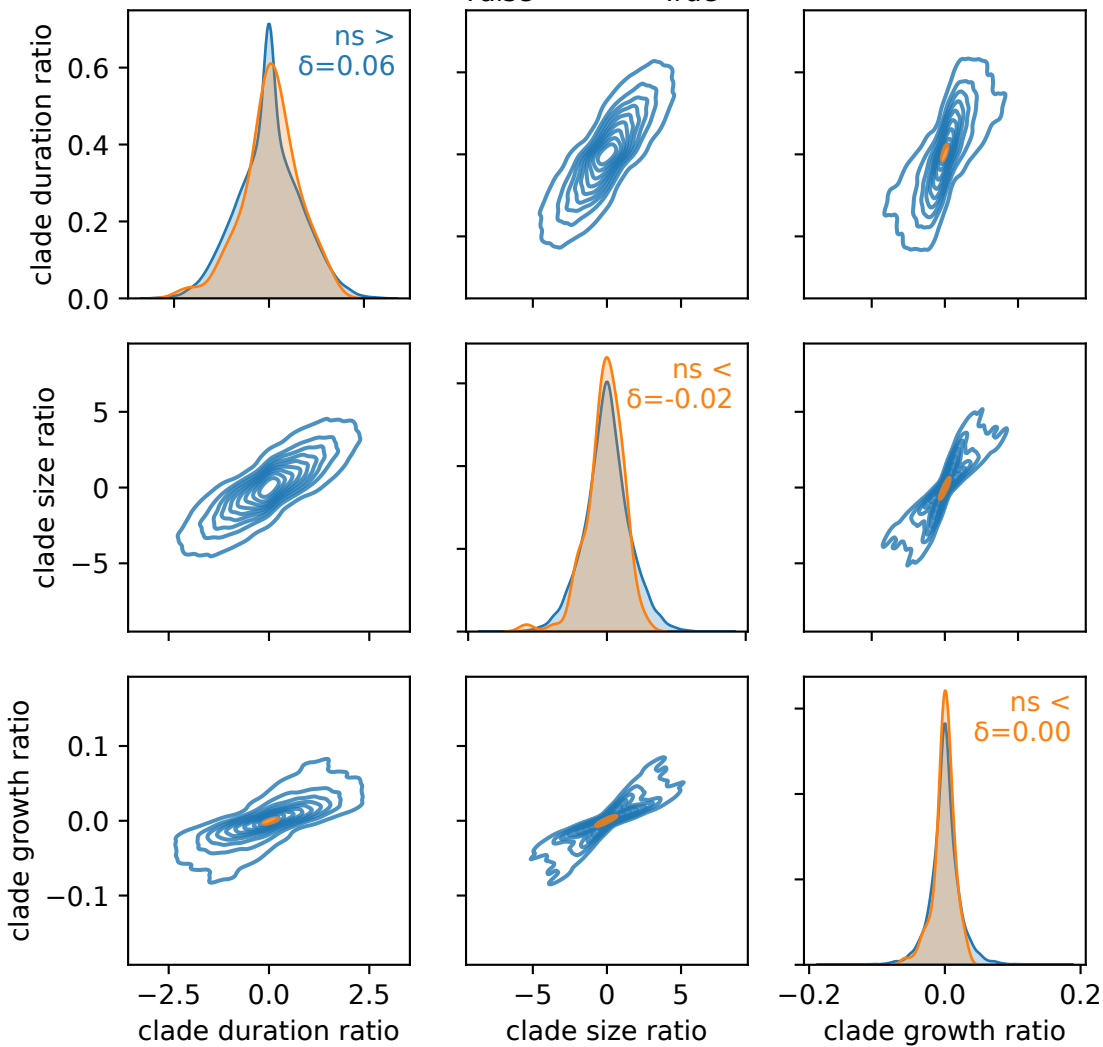 clade duration ratio
0.6
0.4
0.2
0.0
ns >
δ=0.06
clade size ratio
5
0
−5
ns <
δ=-0.02
clade growth ratio
0.1
0.0
−0.1
ns <
δ=0.00
−2.5 0.0 2.5
clade duration ratio
−5 0 5
clade size ratio
−0.2 0.0 0.2
clade growth ratio